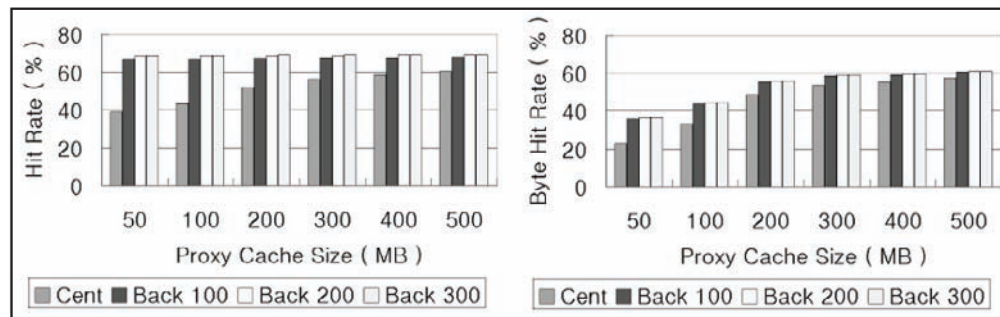 Hit Rate ( % )
80
60
40
20
0
50 100 200 300 400 500
Proxy Cache Size ( MB )
Cent Back 100 Back 200 Back 300
Byte Hit Rate ( % )
80
60
40
20
0
50 100 200 300 400 500
Proxy Cache Size ( MB )
Cent Back 100 Back 200 Back 300